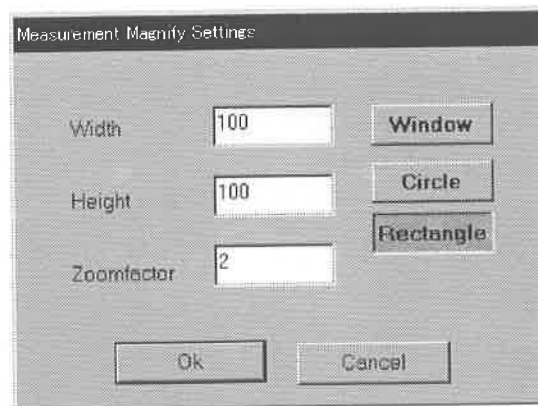 Measurement Magnify Settings
Width 100 Window
Height 100 Circle
Rectangle
Zoomfactor 2
Ok Cancel